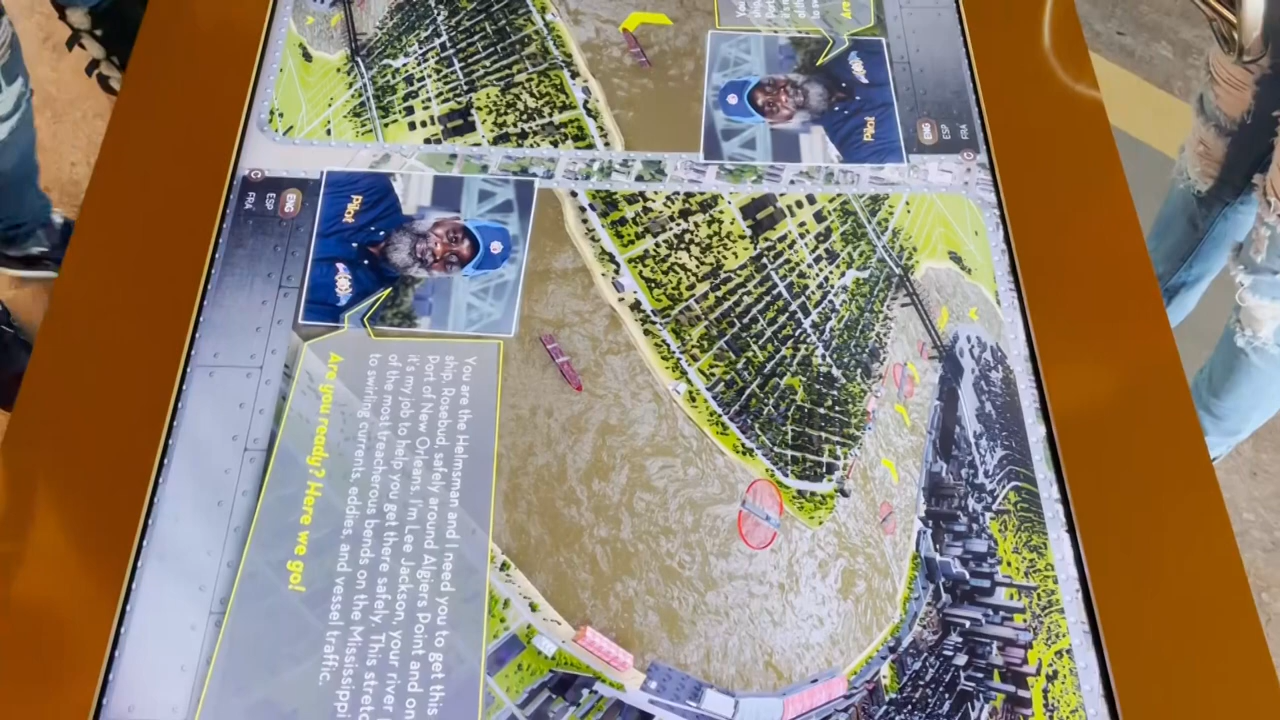 ENG
ESP
FRA
Pilot
You are the Helmsman and I need you to get this
ship, Rosebud, safely around Algiers Point and on
Port of New Orleans. I'm Lee Jackson, your river
it's my job to help you get there safely. This
of the most treacherous bends on the Mississippi
to swirling currents, eddies, and vessel traffic.
Are you ready? Here we go!
Pilot
ENG
ESP
FRA
Are